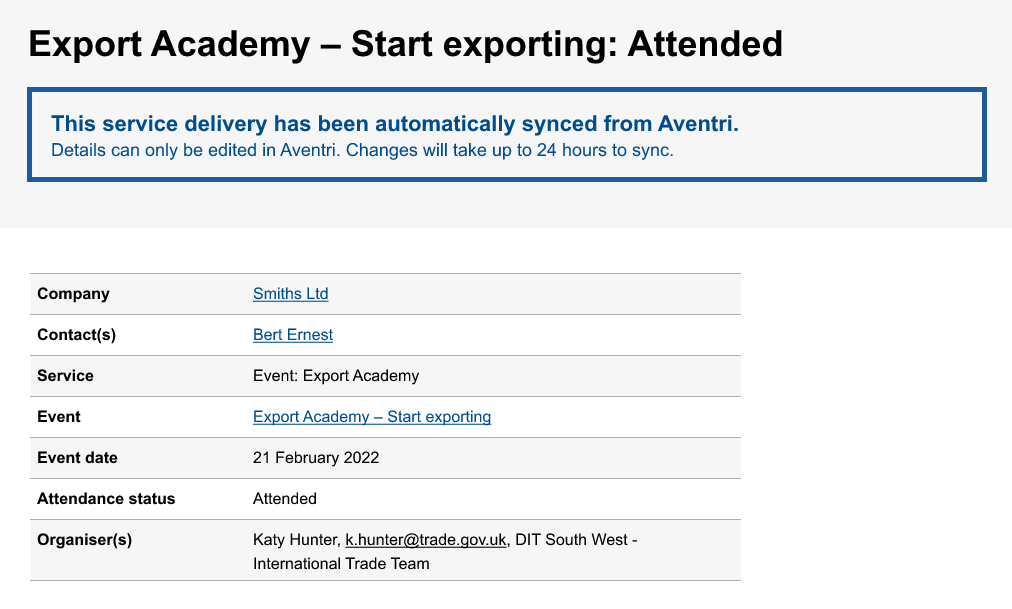 Export Academy – Start exporting: Attended
This service delivery has been automatically synced from Aventri.
Details can only be edited in Aventri. Changes will take up to 24 hours to sync.
Company Smiths Ltd
Contact(s) Bert Ernest
Service Event: Export Academy
Event Export Academy – Start exporting
Event date 21 February 2022
Attendance status Attended
Organiser(s) Katy Hunter, k.hunter@trade.gov.uk, DIT South West -
International Trade Team